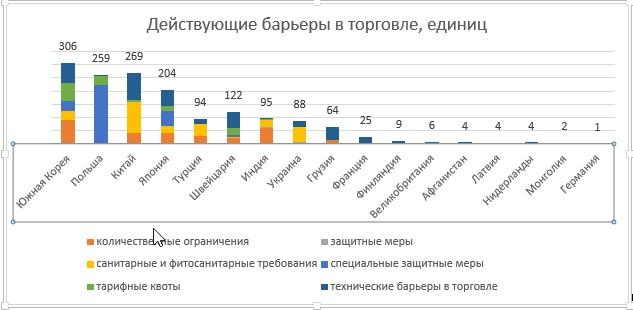 Действующие барьеры в торговле, единиц
306
259
269
204
94
122
95
88
64
25
9
6
4
4
4
2
1
Южная Корея
Польша
Китай
Япония
Турция
Швейцария
Индия
Украина
Грузия
Франция
Финляндия
Великобритания
Афганистан
Латвия
Нидерланды
Монголия
Германия
количественные ограничения
защитные меры
санитарные и фитосанитарные требования
специальные защитные меры
тарифные квоты
технические барьеры в торговле